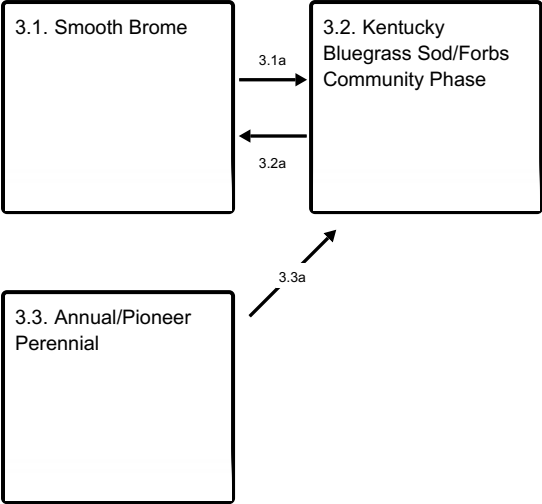 3.1. Smooth Brome
3.1a
3.2. Kentucky
Bluegrass Sod/Forbs
Community Phase
3.2a
3.3a
3.3. Annual/Pioneer
Perennial